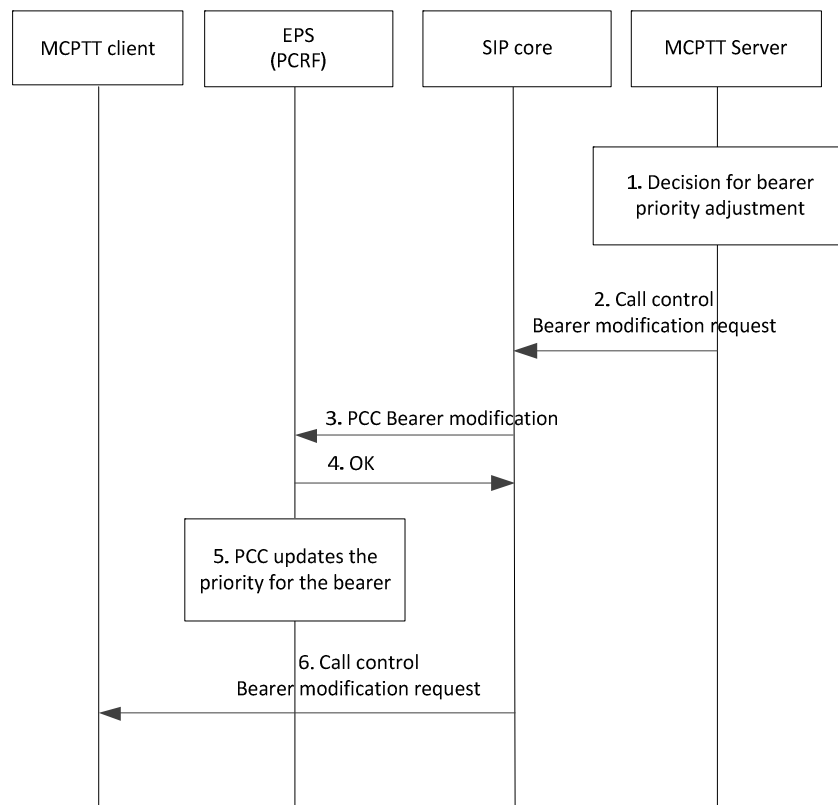 MCPTT client
EPS
(PCRF)
SIP core
MCPTT Server
1. Decision for bearer
priority adjustment
2. Call control
Bearer modification request
3. PCC Bearer modification
4. OK
5. PCC updates the
priority for the bearer
6. Call control
Bearer modification request